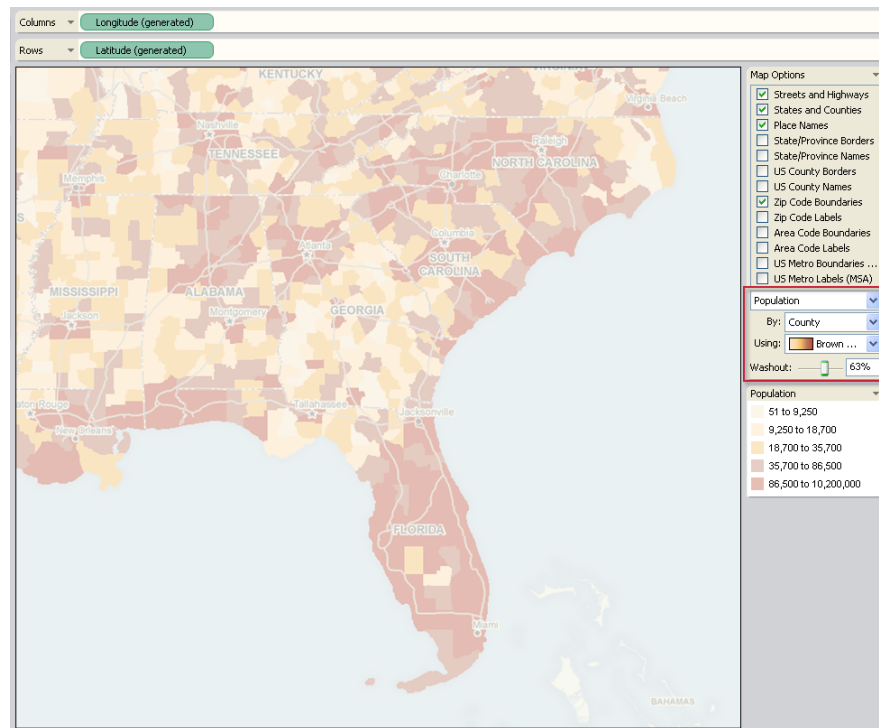 Columns Longitude (generated)
Rows Latitude (generated)
Map Options
Streets and Highways
States and Counties
Place Names
State/Province Borders
State/Province Names
US County Borders
US County Names
Zip Code Boundaries
Zip Code Labels
Area Code Boundaries
Area Code Labels
US Metro Boundaries ...
US Metro Labels (MSA)
Population
By: County
Using: Brown ...
Washout: 63%
Population
51 to 9,250
9,250 to 18,700
18,700 to 35,700
35,700 to 86,500
86,500 to 10,200,000
KENTUCKY
Virginia Beach
Nashville
Raleigh
TENNESSEE
NORTH CAROLINA
Memphis
Charlotte
Columbia
Atlanta
SOUTH
CAROLINA
MISSISSIPPI
ALABAMA
Jackson
Montgomery
GEORGIA
aton Rouge
Tallahassee
Jacksonville
New Orleans
FLORIDA
Miami
BAHAMAS